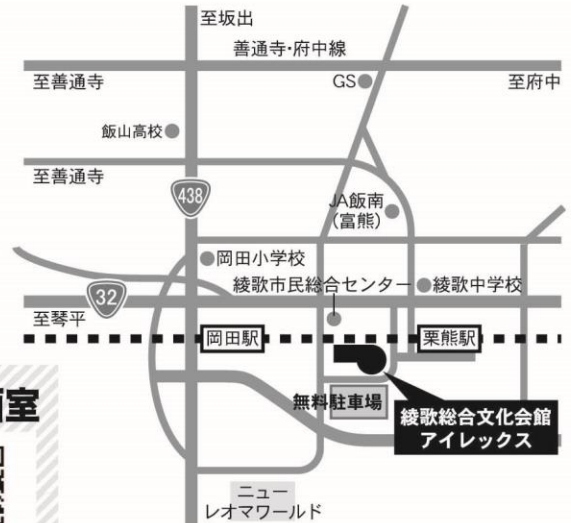 至坂出
善通寺・府中線
至善通寺
GS
至府中
飯山高校
至善通寺
438
JA飯南
(富熊)
岡田小学校
綾歌市民総合センター
綾歌中学校
32
至琴平
岡田駅
栗熊駅
無料駐車場
綾歌総合文化会館
アイレックス
室
ニュー
レオマワールド